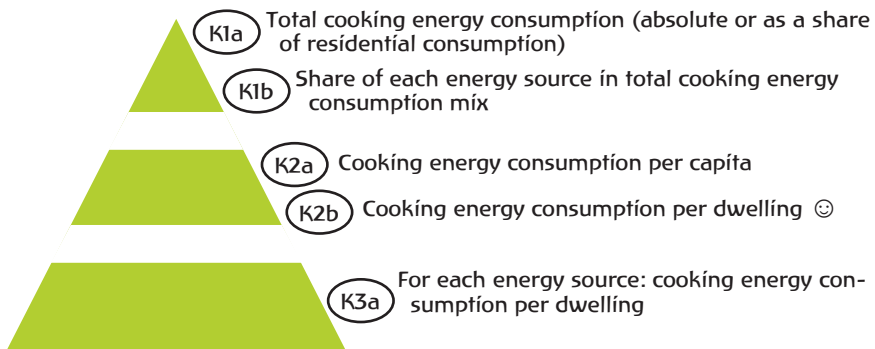 K1a Total cooking energy consumption (absolute or as a share
of residential consumption)
K1b Share of each energy source in total cooking energy
consumption mix
K2a Cooking energy consumption per capita
K2b Cooking energy consumption per dwelling ☺
K3a For each energy source: cooking energy con-
sumption per dwelling